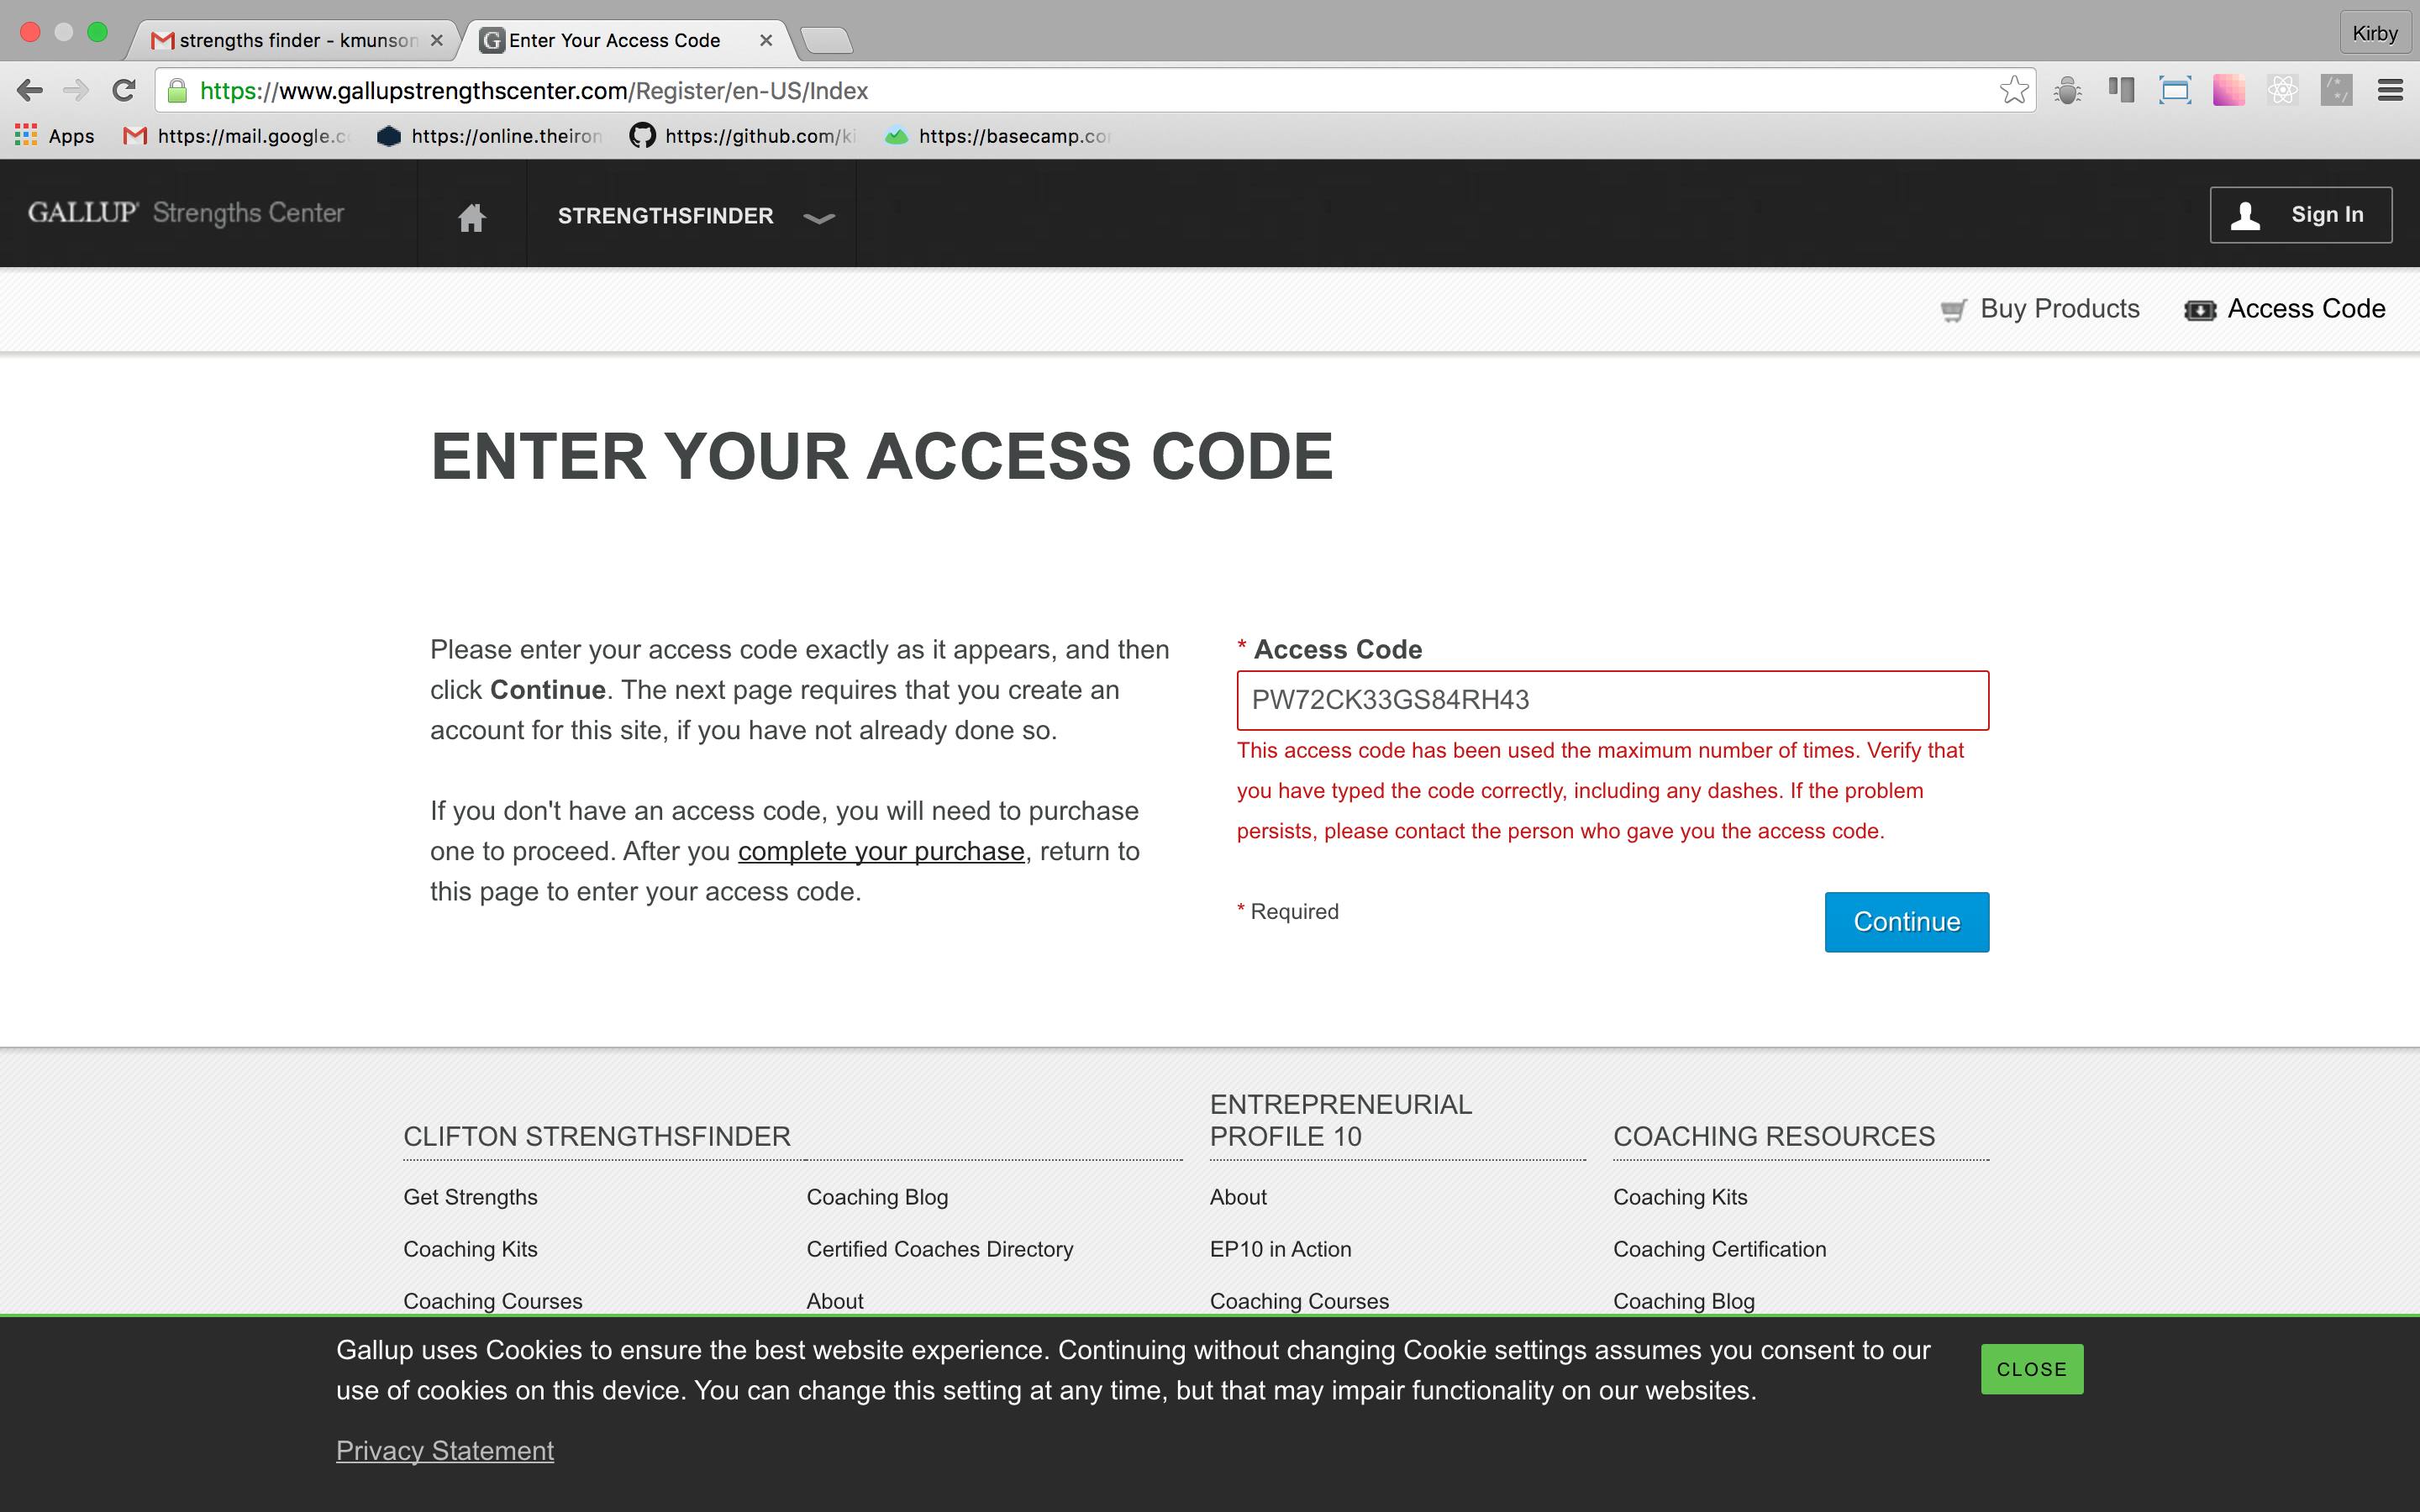 strengths finder - kmunson
Enter Your Access Code
Kirby
https://www.gallupstrengthscenter.com/Register/en-US/Index
Apps
https://mail.google.c
https://online.theiron
https://github.com/ki
https://basecamp.com
GALLUP' Strengths Center
STRENGTHSFINDER
Sign In
Buy Products
Access Code
ENTER YOUR ACCESS CODE
Please enter your access code exactly as it appears, and then
click Continue. The next page requires that you create an
account for this site, if you have not already done so.
If you don't have an access code, you will need to purchase
one to proceed. After you complete your purchase, return to
this page to enter your access code.
* Access Code
PW72CK33GS84RH43
This access code has been used the maximum number of times. Verify that
you have typed the code correctly, including any dashes. If the problem
persists, please contact the person who gave you the access code.
* Required
Continue
CLIFTON STRENGTHSFINDER
Get Strengths
Coaching Kits
Coaching Courses
Coaching Blog
Certified Coaches Directory
About
ENTREPRENEURIAL
PROFILE 10
About
EP10 in Action
Coaching Courses
COACHING RESOURCES
Coaching Kits
Coaching Certification
Coaching Blog
Gallup uses Cookies to ensure the best website experience. Continuing without changing Cookie settings assumes you consent to our
use of cookies on this device. You can change this setting at any time, but that may impair functionality on our websites.
CLOSE
Privacy Statement